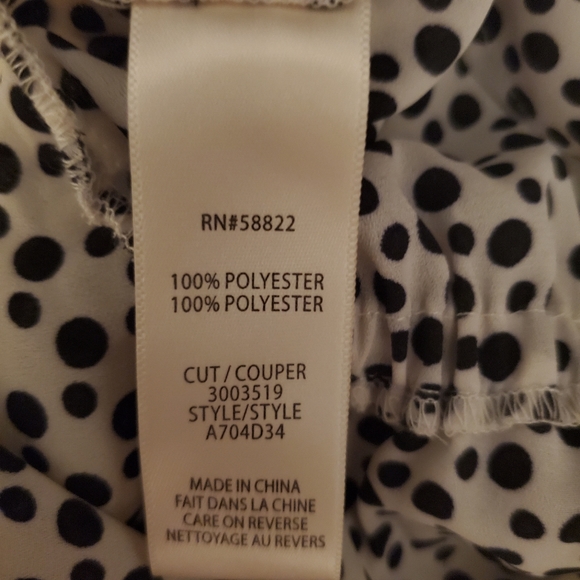 RN#58822
100% POLYESTER
100% POLYESTER
CUT / COUPER
3003519
STYLE/STYLE
A704D34
MADE IN CHINA
FAIT DANS LA CHINE
CARE ON REVERSE
NETTOYAGE AU REVERS